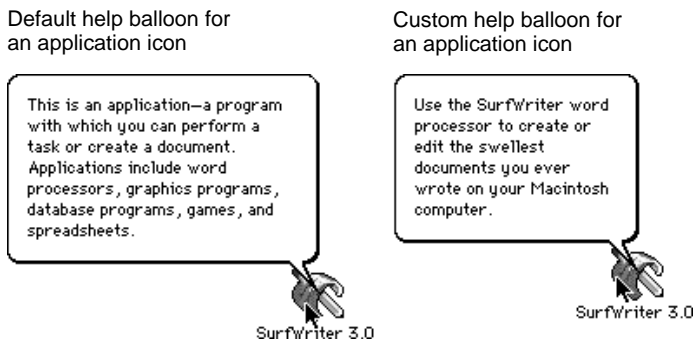 Default help balloon for
an application icon
This is an application—a program
with which you can perform a
task or create a document.
Applications include word
processors, graphics programs,
database programs, games, and
spreadsheets.
SurfWriter 3.0
Custom help balloon for
an application icon
Use the SurfWriter word
processor to create or
edit the swellest
documents you ever
wrote on your Macintosh
computer.
SurfWriter 3.0